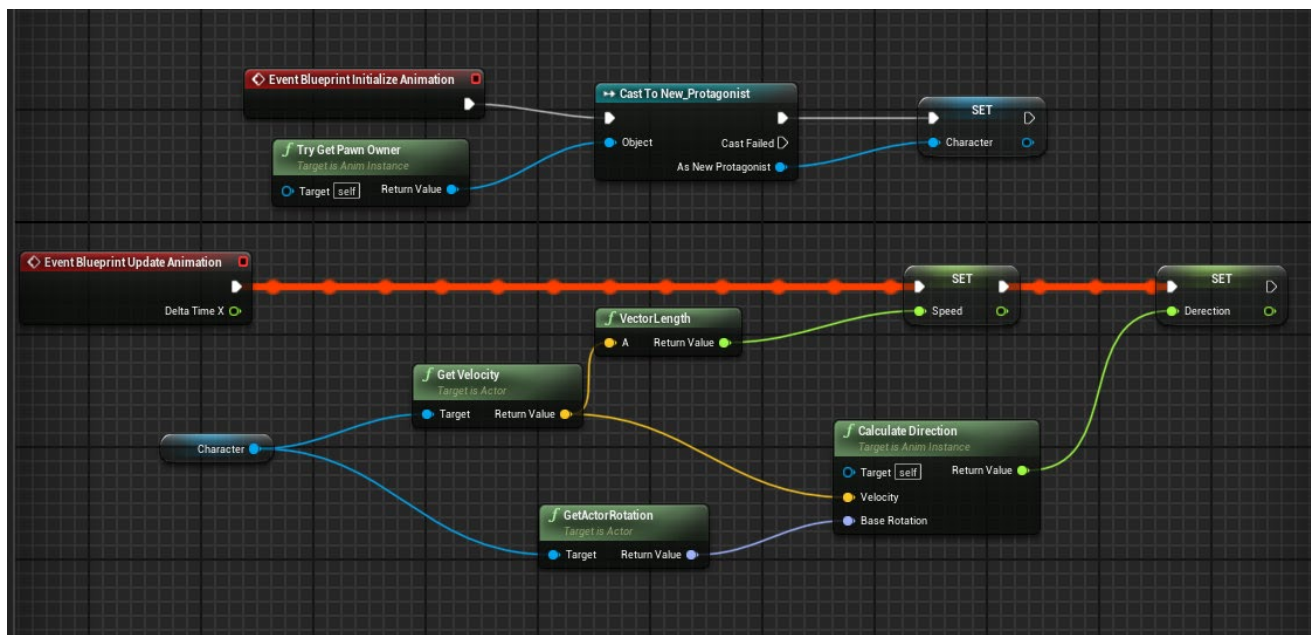 Event Blueprint Initialize Animation
Cast To New_Protagonist
SET
Object
Cast Failed
Character
As New Protagonist
f Try Get Pawn Owner
Target is Anim Instance
Target self Return Value
Event Blueprint Update Animation
Delta Time X
SET
Speed
SET
Derection
f VectorLength
A Return Value
f Get Velocity
Target is Actor
Target Return Value
Character
f Calculate Direction
Target is Anim Instance
Target self Return Value
Velocity
Base Rotation
f GetActorRotation
Target is Actor
Target Return Value